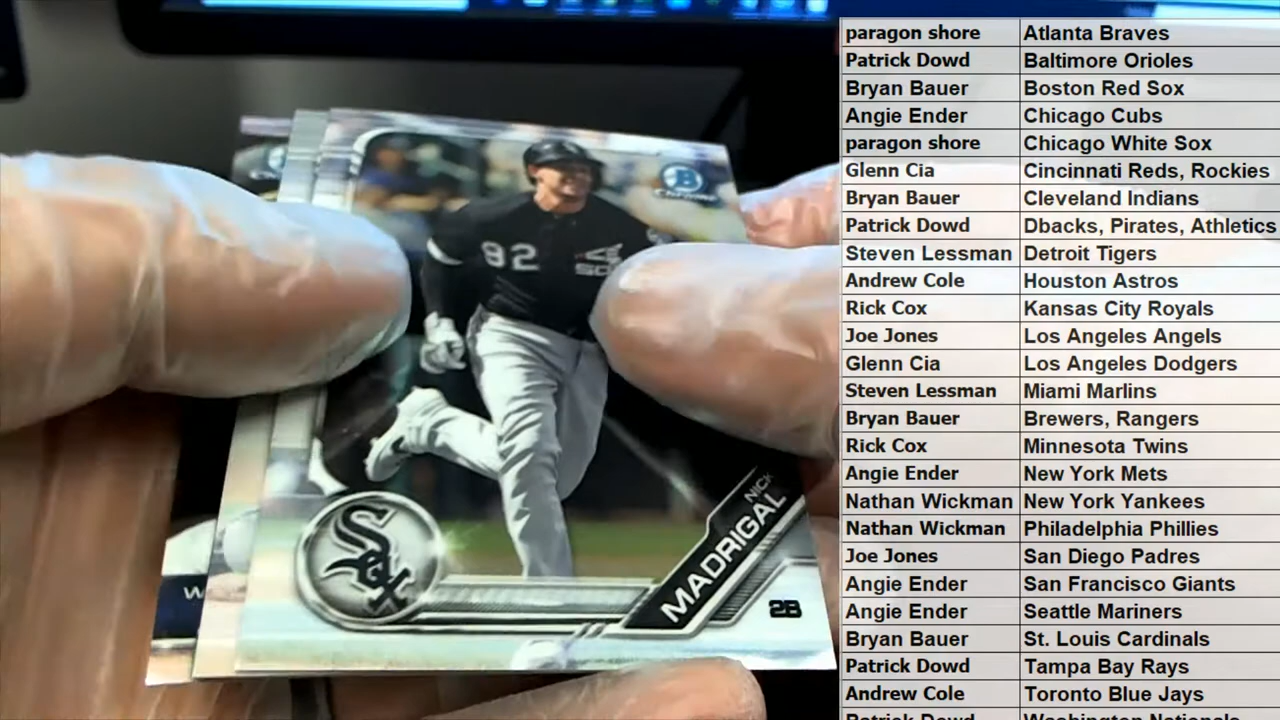 92
SOX
B
CHROME
Sox
NICK
MADRIGAL
2B
W
paragon shore Atlanta Braves
Patrick Dowd Baltimore Orioles
Bryan Bauer Boston Red Sox
Angie Ender Chicago Cubs
paragon shore Chicago White Sox
Glenn Cia Cincinnati Reds, Rockies
Bryan Bauer Cleveland Indians
Patrick Dowd Dbacks, Pirates, Athletics
Steven Lessman Detroit Tigers
Andrew Cole Houston Astros
Rick Cox Kansas City Royals
Joe Jones Los Angeles Angels
Glenn Cia Los Angeles Dodgers
Steven Lessman Miami Marlins
Bryan Bauer Brewers, Rangers
Rick Cox Minnesota Twins
Angie Ender New York Mets
Nathan Wickman New York Yankees
Nathan Wickman Philadelphia Phillies
Joe Jones San Diego Padres
Angie Ender San Francisco Giants
Angie Ender Seattle Mariners
Bryan Bauer St. Louis Cardinals
Patrick Dowd Tampa Bay Rays
Andrew Cole Toronto Blue Jays
Patrick Dowd Washington Nationals